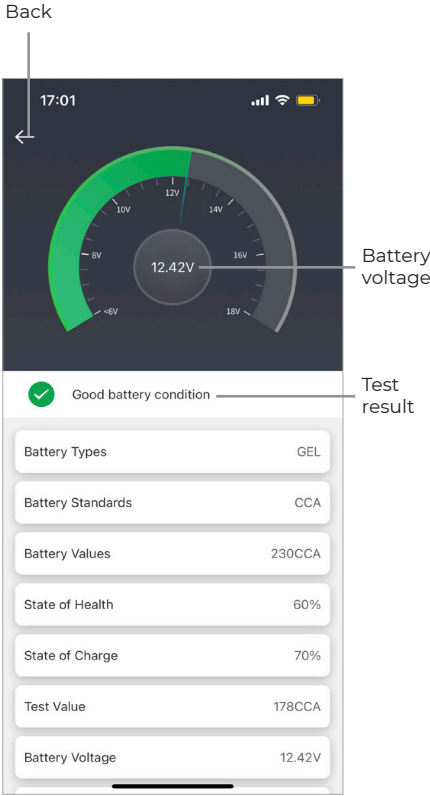 Back
17:01
12V
10V
14V
8V
16V
12.42V
Battery
voltage
<6V
18V
Good battery condition
Test
result
Battery Types GEL
Battery Standards CCA
Battery Values 230CCA
State of Health 60%
State of Charge 70%
Test Value 178CCA
Battery Voltage 12.42V